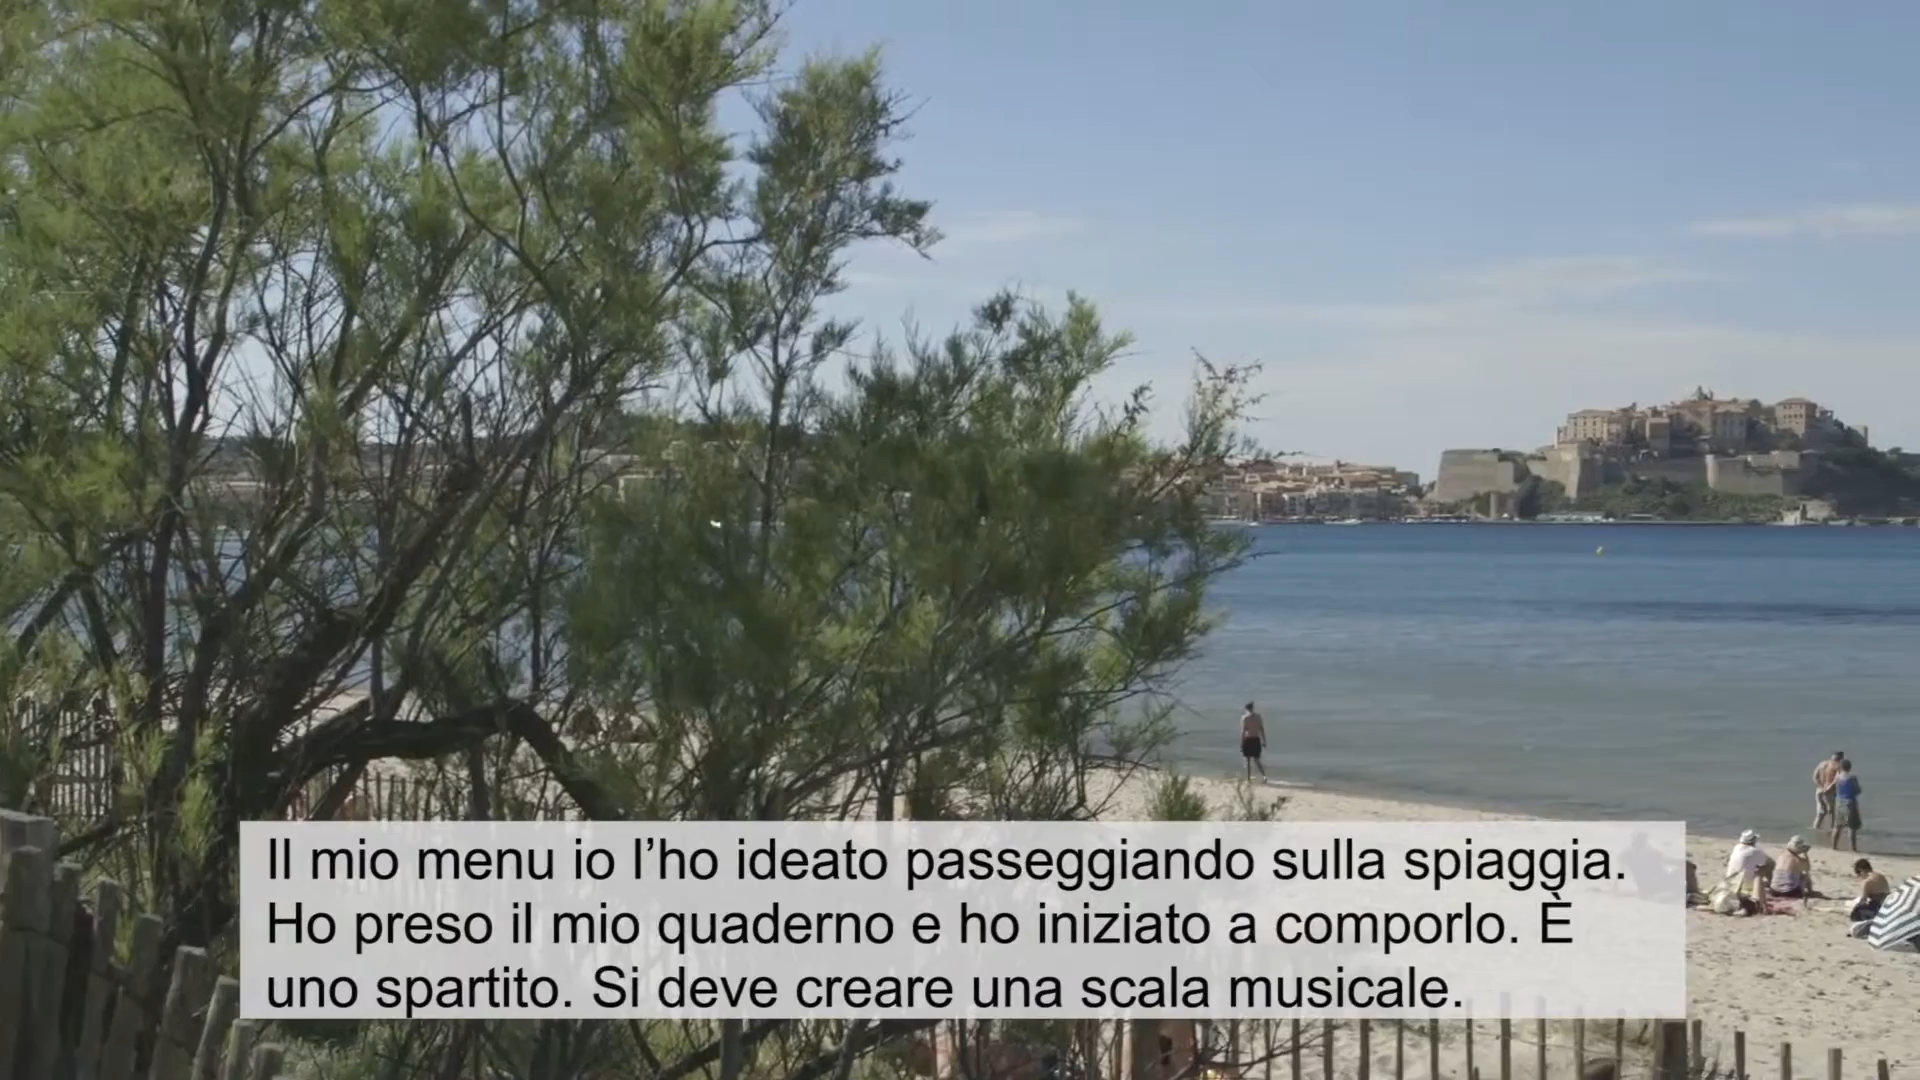 Il mio menu io l’ho ideato passeggiando sulla spiaggia.
Ho preso il mio quaderno e ho iniziato a comporlo. È
uno spartito. Si deve creare una scala musicale.